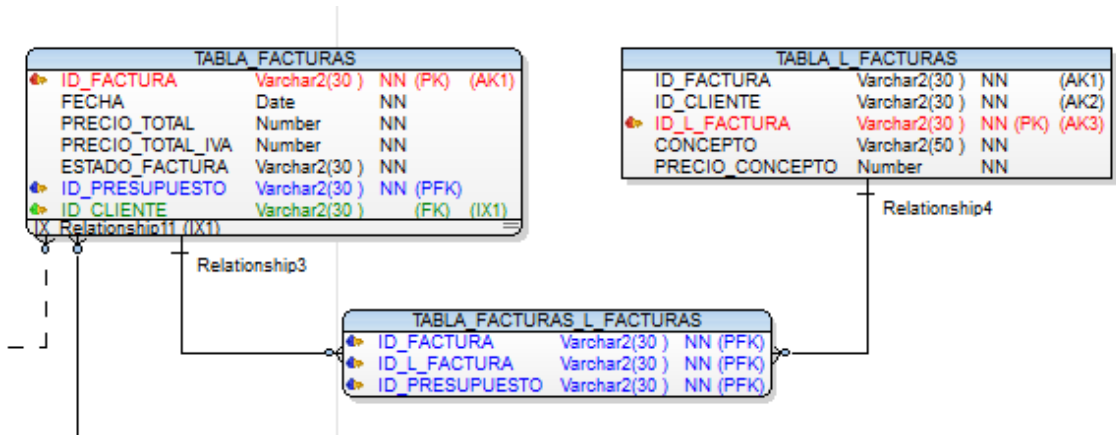 TABLA_FACTURAS
ID_FACTURA Varchar2(30 ) NN (PK) (AK1)
FECHA Date NN
PRECIO_TOTAL Number NN
PRECIO_TOTAL_IVA Number NN
ESTADO_FACTURA Varchar2(30 ) NN
ID_PRESUPUESTO Varchar2(30 ) NN (PFK)
ID_CLIENTE Varchar2(30 ) (FK) (IX1)
IX_Relationship11 (IX1)
TABLA_L_FACTURAS
ID_FACTURA Varchar2(30 ) NN (AK1)
ID_CLIENTE Varchar2(30 ) NN (AK2)
ID_L_FACTURA Varchar2(30 ) NN (PK) (AK3)
CONCEPTO Varchar2(50 ) NN
PRECIO_CONCEPTO Number NN
Relationship4
Relationship3
TABLA_FACTURAS_L_FACTURAS
ID_FACTURA Varchar2(30 ) NN (PFK)
ID_L_FACTURA Varchar2(30 ) NN (PFK)
ID_PRESUPUESTO Varchar2(30 ) NN (PFK)